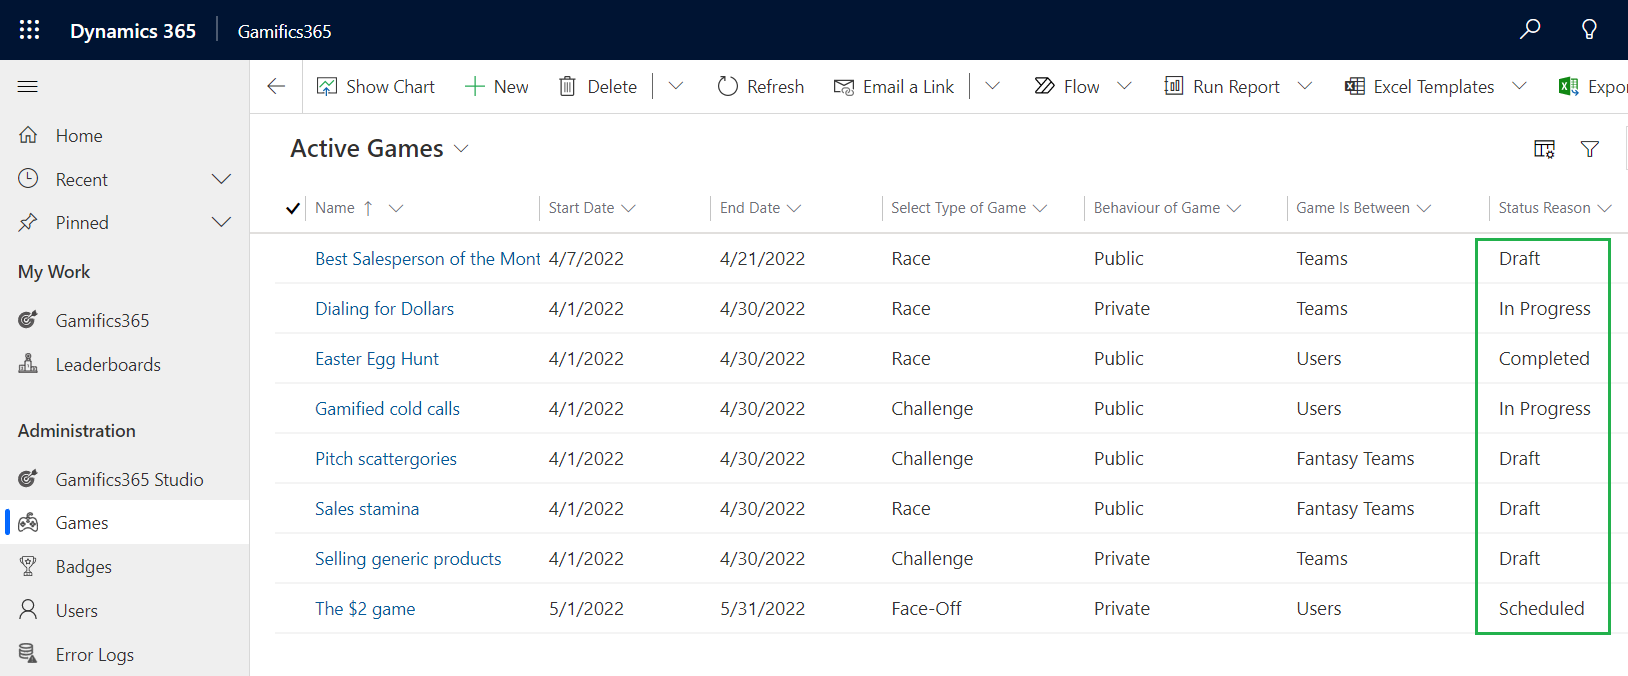 Dynamics 365 Gamifics365
Show Chart New Delete Refresh Email a Link Flow Run Report Excel Templates Expor
Home
Recent
Pinned
My Work
Gamifics365
Leaderboards
Administration
Gamifics365 Studio
Games
Badges
Users
Error Logs
Active Games
Name ↑ Start Date End Date Select Type of Game Behaviour of Game Game Is Between Status Reason
Best Salesperson of the Mont 4/7/2022 4/21/2022 Race Public Teams Draft
Dialing for Dollars 4/1/2022 4/30/2022 Race Private Teams In Progress
Easter Egg Hunt 4/1/2022 4/30/2022 Race Public Users Completed
Gamified cold calls 4/1/2022 4/30/2022 Challenge Public Users In Progress
Pitch scattergories 4/1/2022 4/30/2022 Challenge Public Fantasy Teams Draft
Sales stamina 4/1/2022 4/30/2022 Race Public Fantasy Teams Draft
Selling generic products 4/1/2022 4/30/2022 Challenge Private Teams Draft
The $2 game 5/1/2022 5/31/2022 Face-Off Private Users Scheduled